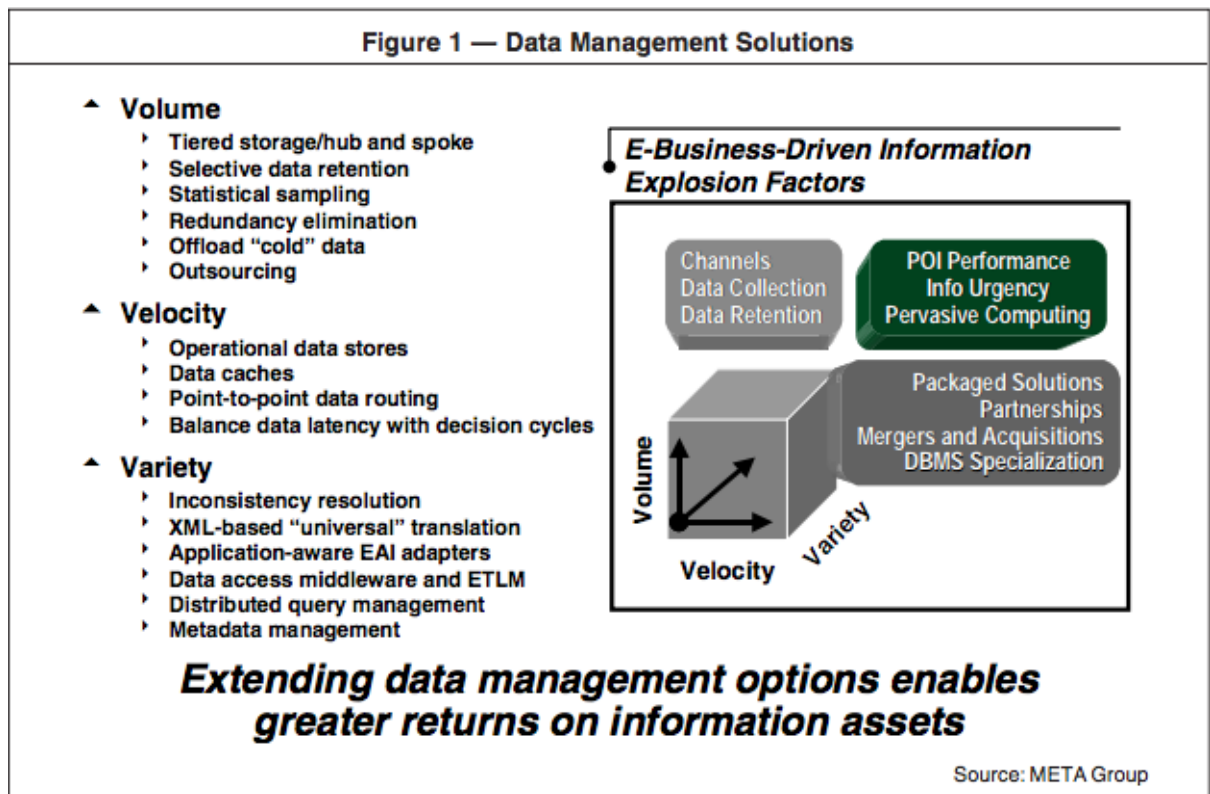 Figure 1 — Data Management Solutions
Volume
Tiered storage/hub and spoke
Selective data retention
Statistical sampling
Redundancy elimination
Offload “cold” data
Outsourcing
Velocity
Operational data stores
Data caches
Point-to-point data routing
Balance data latency with decision cycles
Variety
Inconsistency resolution
XML-based “universal” translation
Application-aware EAI adapters
Data access middleware and ETLM
Distributed query management
Metadata management
E-Business-Driven Information
Explosion Factors
Channels
Data Collection
Data Retention
POI Performance
Info Urgency
Pervasive Computing
Packaged Solutions
Partnerships
Mergers and Acquisitions
DBMS Specialization
Volume
Velocity
Variety
Extending data management options enables
greater returns on information assets
Source: META Group